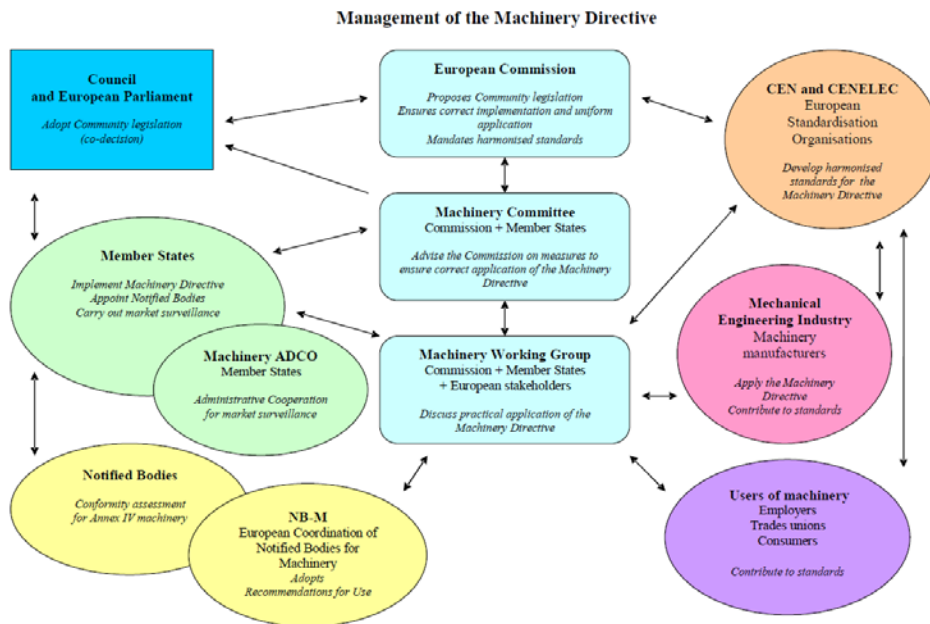 Management of the Machinery Directive
Council
and European Parliament
Adopt Community legislation
(co-decision)
European Commission
Proposes Community legislation
Ensures correct implementation and uniform
application
Mandates harmonised standards
CEN and CENELEC
European
Standardisation
Organisations
Develop harmonised
standards for the
Machinery Directive
Machinery Committee
Commission + Member States
Advise the Commission on measures to
ensure correct application of the Machinery
Directive
Member States
Implement Machinery Directive
Appoint Notified Bodies
Carry out market surveillance
Machinery ADCO
Member States
Administrative Cooperation
for market surveillance
Machinery Working Group
Commission + Member States
+ European stakeholders
Discuss practical application of the
Machinery Directive
Mechanical
Engineering Industry
Machinery
manufacturers
Apply the Machinery
Directive
Contribute to standards
Notified Bodies
Conformity assessment
for Annex IV machinery
NB-M
European Coordination of
Notified Bodies for
Machinery
Adopts
Recommendations for Use
Users of machinery
Employers
Trades unions
Consumers
Contribute to standards